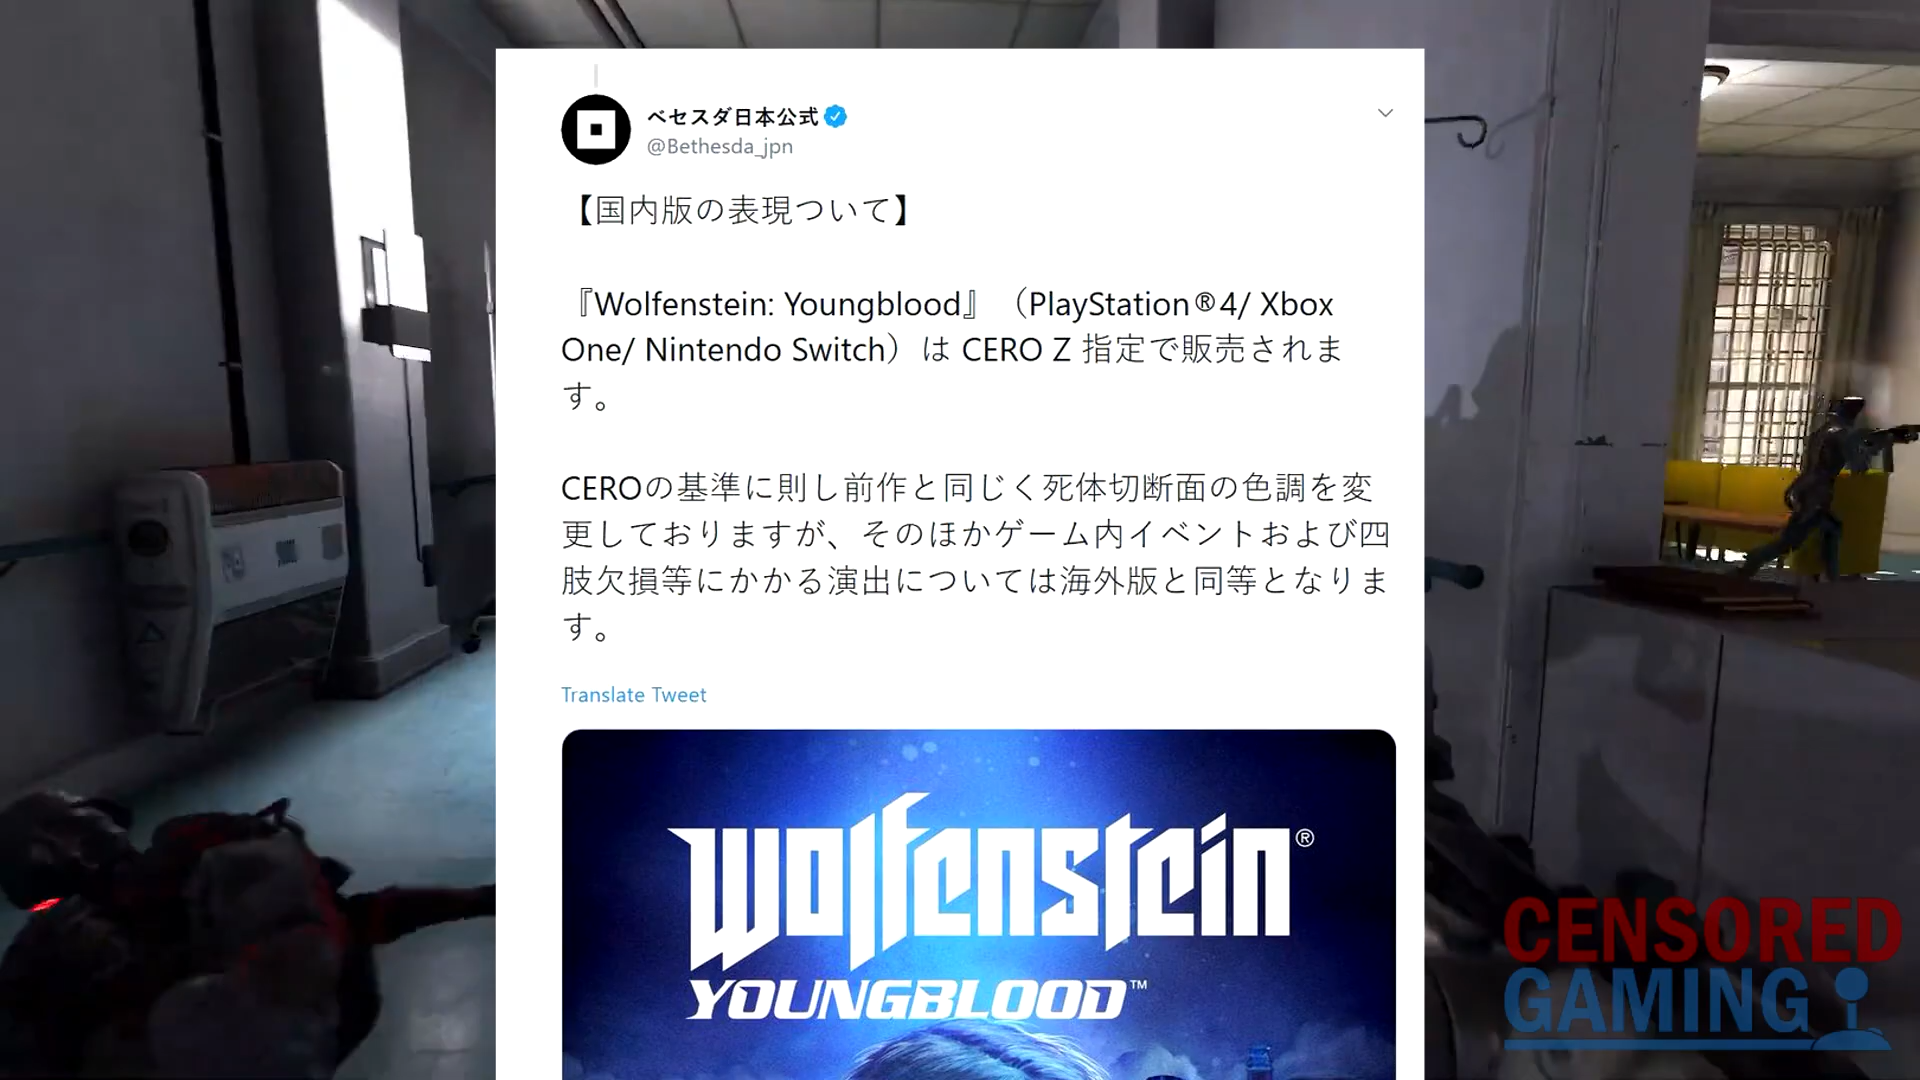 ベセスダ日本公式
@Bethesda_jpn
【国内版の表現ついて】
『Wolfenstein: Youngblood』（PlayStation®4/ Xbox
One/ Nintendo Switch）は CERO Z 指定で販売されま
す。
CEROの基準に則し前作と同じく死体切断面の色調を変
更しておりますが、そのほかゲーム内イベントおよび四
肢欠損等にかかる演出については海外版と同等となりま
す。
Translate Tweet
Wolfenstein®
YOUNGBLOOD™
CENSORED
GAMING